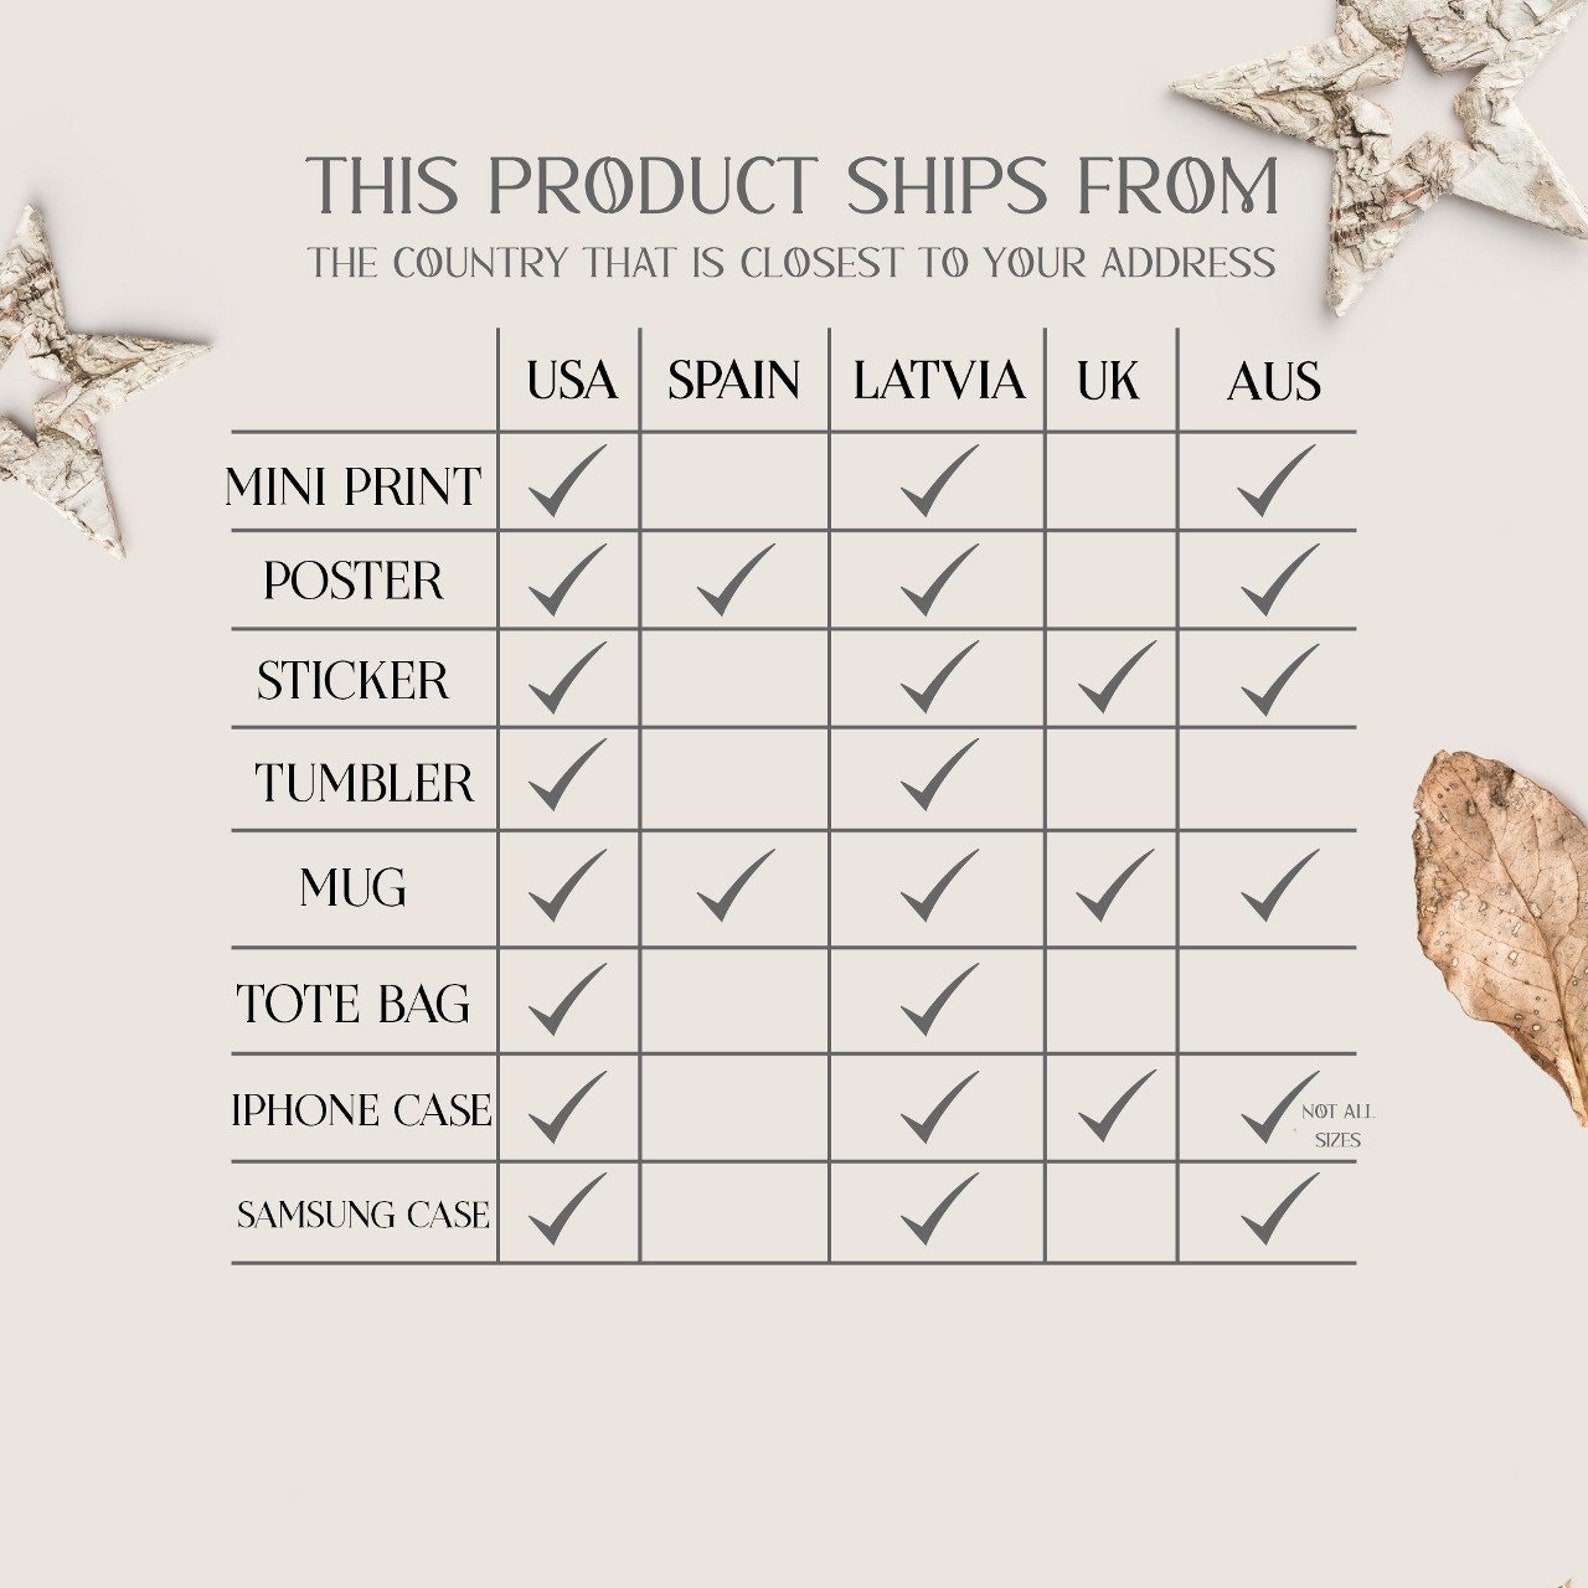 THIS PRODUCT SHIPS FROM
THE COUNTRY THAT IS CLOSEST TO YOUR ADDRESS
USA SPAIN LATVIA UK AUS
MINI PRINT ✓ ✓ ✓
POSTER ✓ ✓ ✓ ✓
STICKER ✓ ✓ ✓ ✓
TUMBLER ✓ ✓
MUG ✓ ✓ ✓ ✓ ✓
TOTE BAG ✓ ✓
IPHONE CASE ✓ ✓ ✓ ✓ NOT ALL
SIZES
SAMSUNG CASE ✓ ✓ ✓